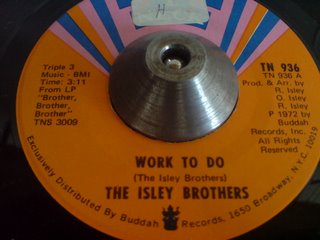 H
Triple 3
Music - BMI
Time: 3:11
From LP
"Brother,
Brother,
Brother"
TNS 3009
TN 936
TN 936 A
Prod. & Arr. by
R. Isley
O. Isley
R. Isley
P 1972 by
Buddah
Records, Inc.
All Rights
Reserved.
WORK TO DO
(The Isley Brothers)
THE ISLEY BROTHERS
Exclusively Distributed By Buddah Records, 1650 Broadway, N.Y.C. 10019